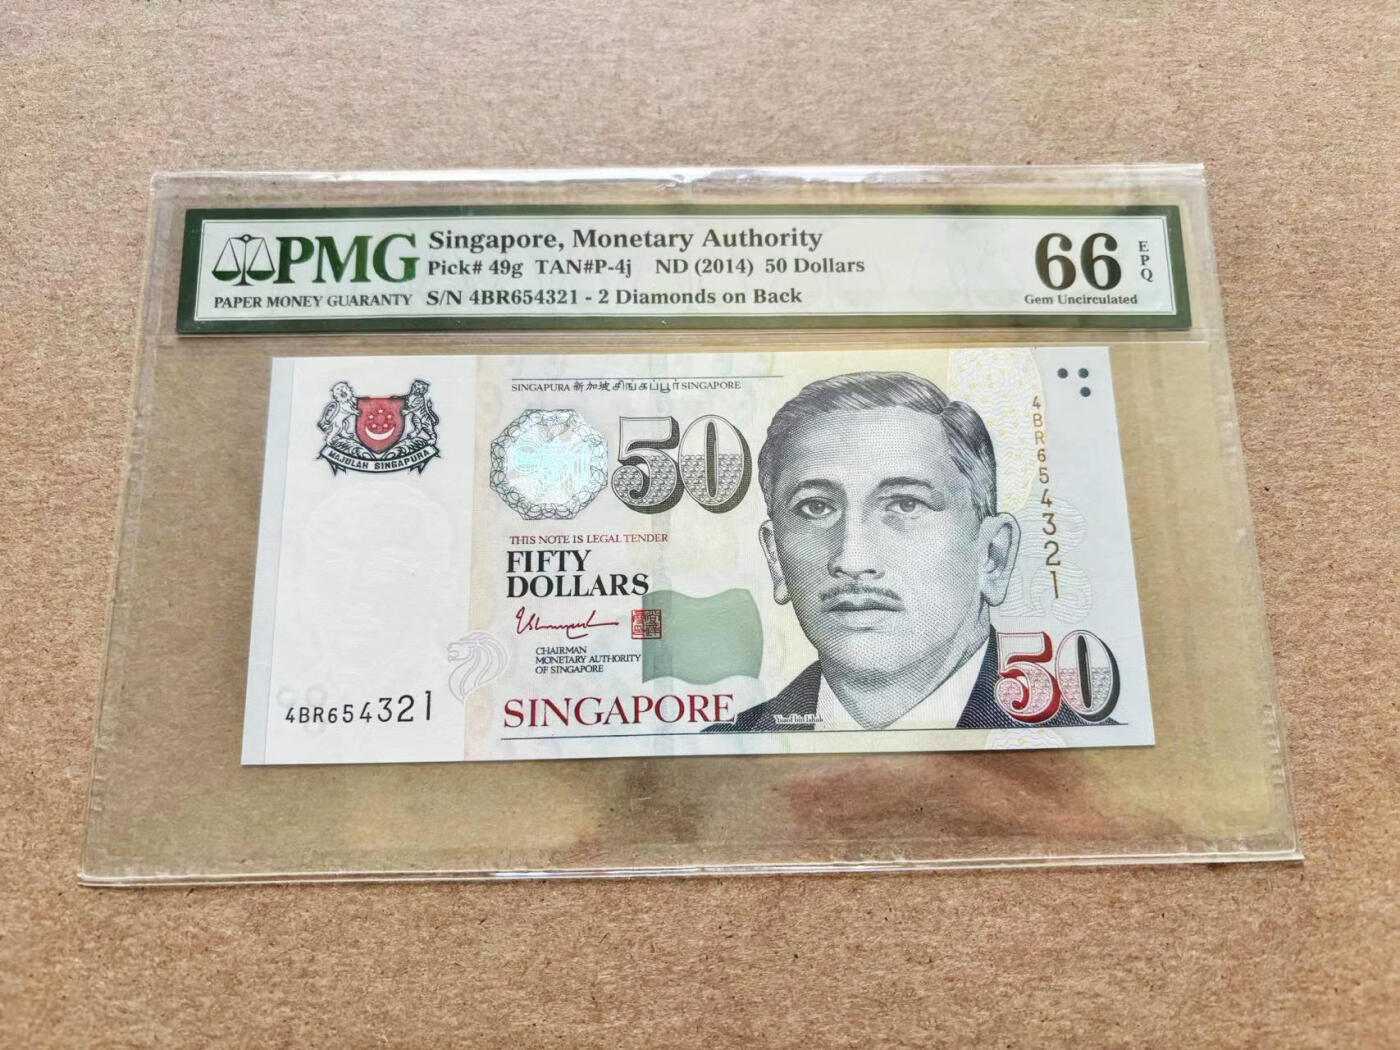 PMG
PAPER MONEY GUARANTY
Singapore, Monetary Authority
Pick# 49g TAN#P-4j ND (2014) 50 Dollars
S/N 4BR654321 - 2 Diamonds on Back
66 EPQ
Gem Uncirculated
MAJULAH SINGAPURA
SINGAPURA 新加坡 சிங்கப்பூர் SINGAPORE
50
4BR654321
THIS NOTE IS LEGAL TENDER
FIFTY
DOLLARS
CHAIRMAN
MONETARY AUTHORITY
OF SINGAPORE
4BR654321
SINGAPORE
Yusof bin Ishak
50